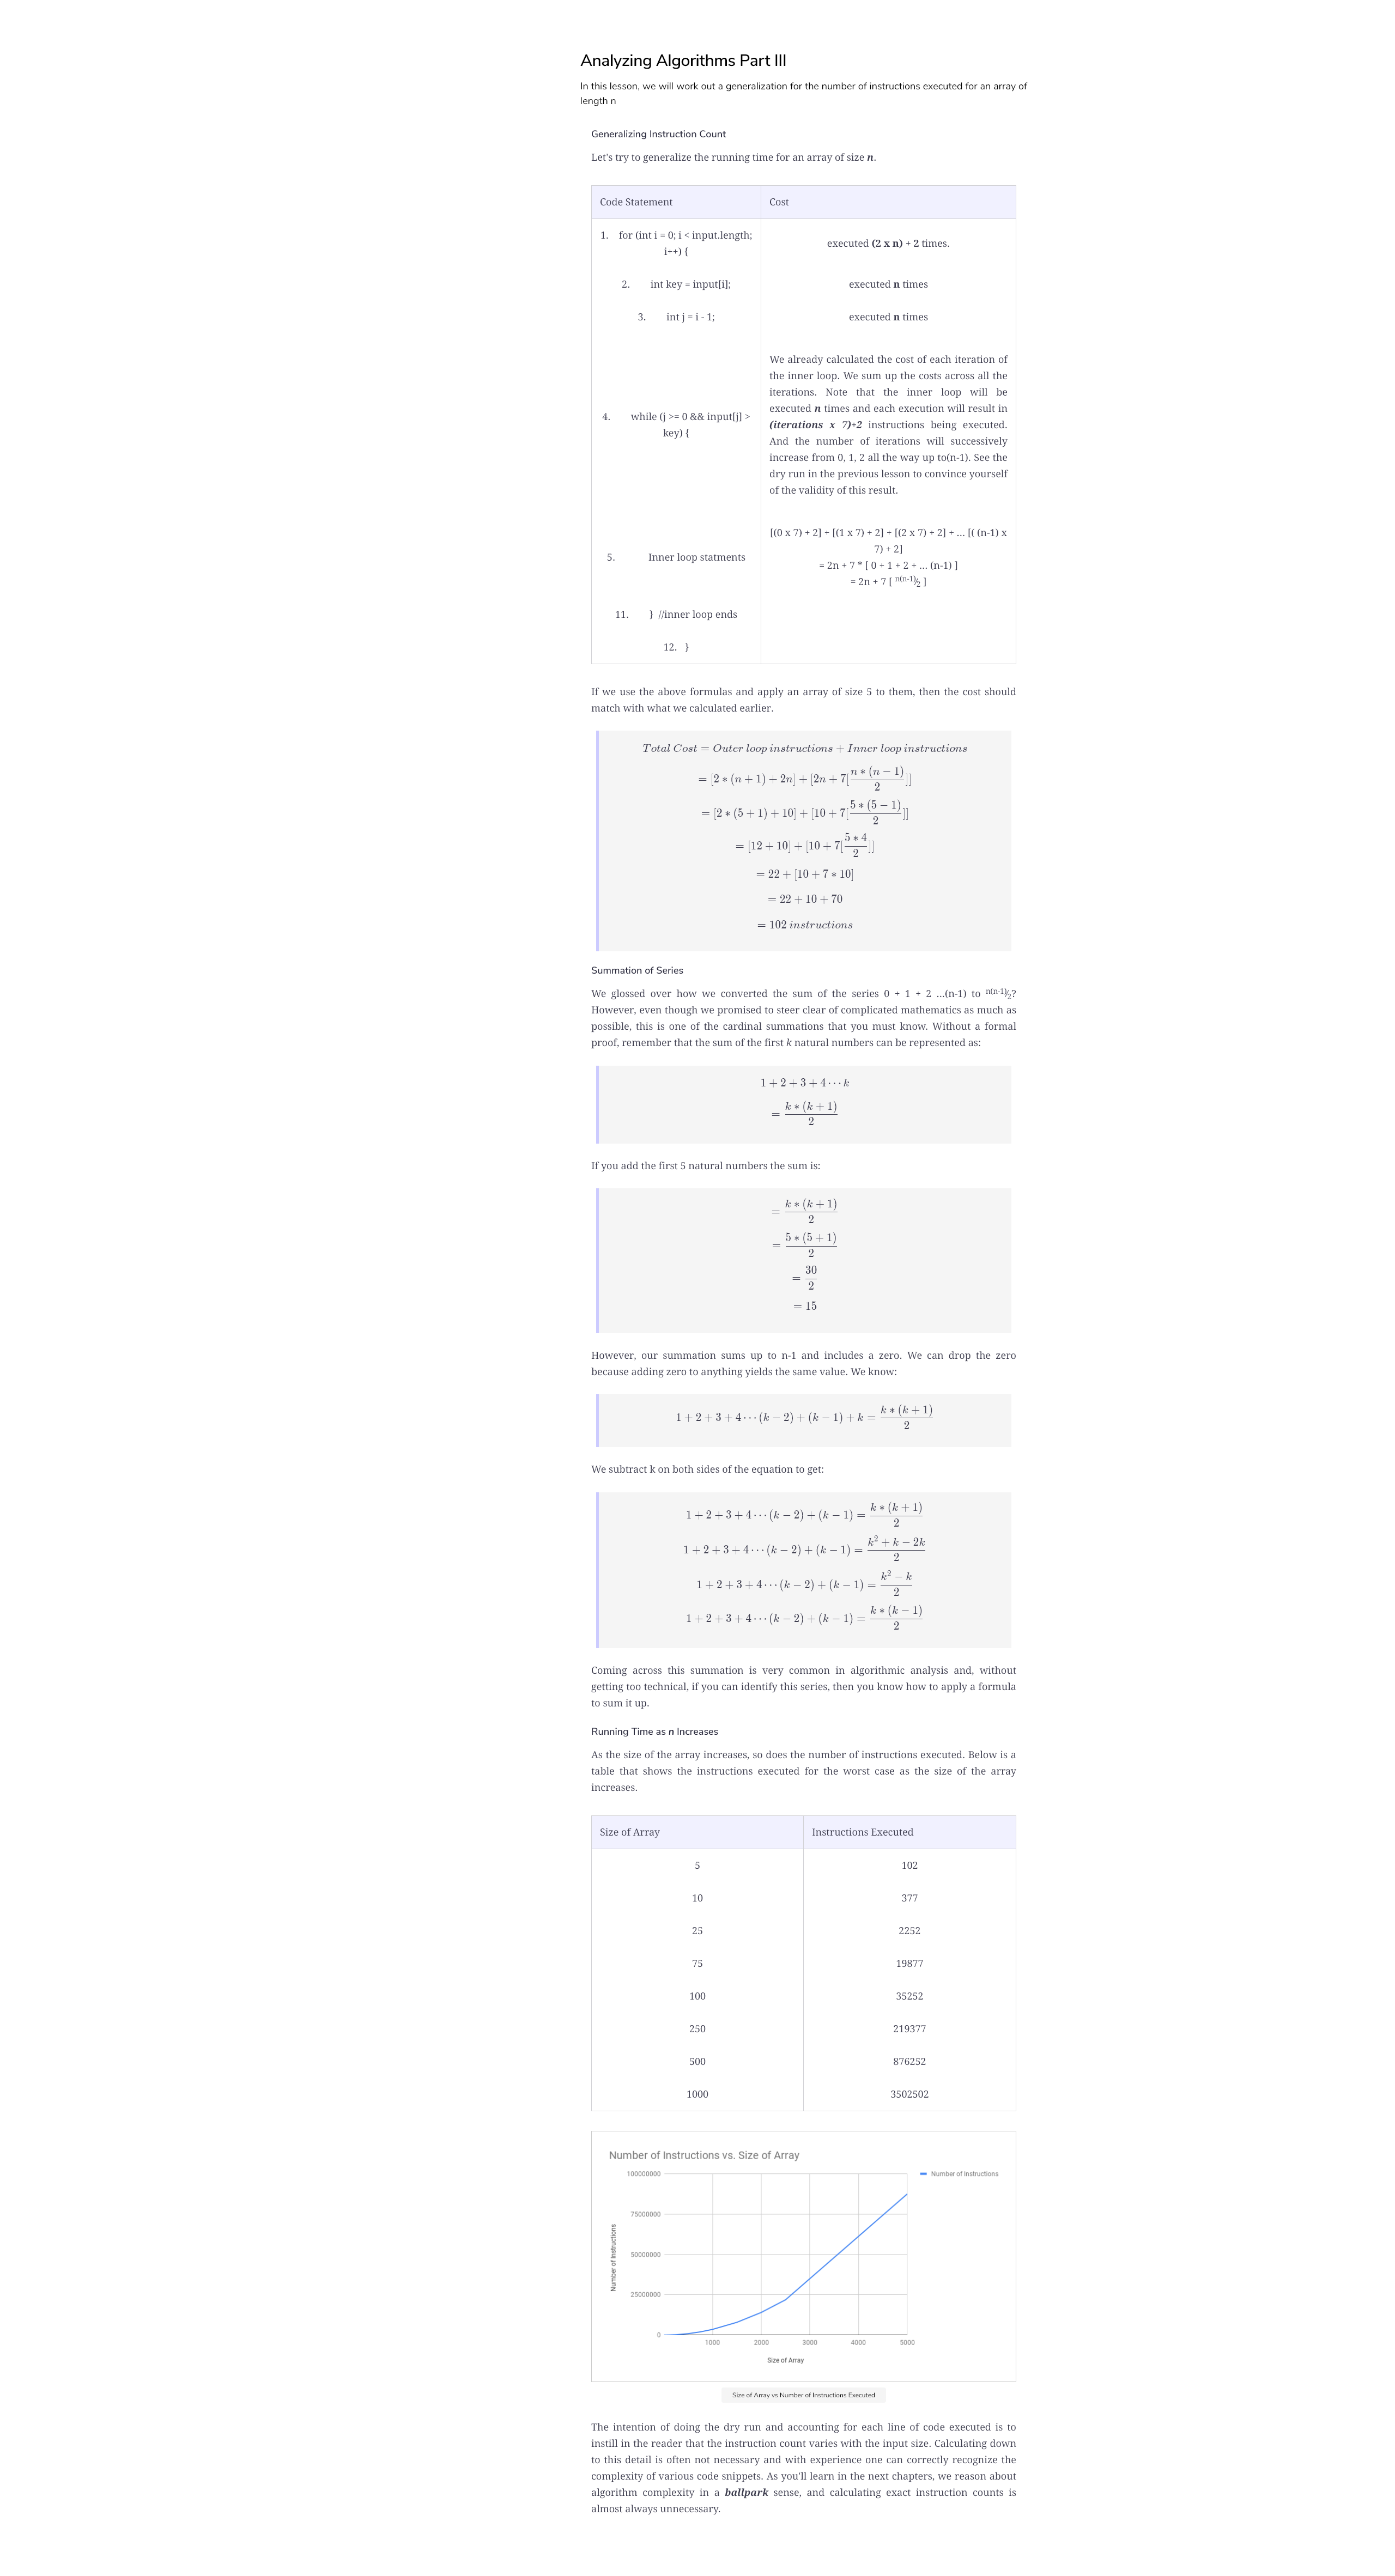 Analyzing Algorithms Part III
In this lesson, we will work out a generalization for the number of instructions executed for an array of
length n
Generalizing Instruction Count
Let's try to generalize the running time for an array of size n.
Code Statement
Cost
1. for (int i = 0; i < input.length;
i++) {
executed (2 x n) + 2 times.
2. int key = input[i];
executed n times
3. int j = i - 1;
executed n times
4. while (j >= 0 && input[j] >
key) {
We already calculated the cost of each iteration of
the inner loop. We sum up the costs across all the
iterations. Note that the inner loop will be
executed n times and each execution will result in
(iterations x 7)+2 instructions being executed.
And the number of iterations will successively
increase from 0, 1, 2 all the way up to(n-1). See the
dry run in the previous lesson to convince yourself
of the validity of this result.
5. Inner loop statments
[(0 x 7) + 2] + [(1 x 7) + 2] + [(2 x 7) + 2] + ... [( (n-1) x
7) + 2]
= 2n + 7 * [ 0 + 1 + 2 + ... (n-1) ]
= 2n + 7 [ n(n-1)⁄2 ]
11. } //inner loop ends
12. }
If we use the above formulas and apply an array of size 5 to them, then the cost should
match with what we calculated earlier.
Total Cost = Outer loop instructions + Inner loop instructions
= [2 ∗ (n + 1) + 2n] + [2n + 7[n ∗ (n − 1)/2]]
= [2 ∗ (5 + 1) + 10] + [10 + 7[5 ∗ (5 − 1)/2]]
= [12 + 10] + [10 + 7[5 ∗ 4/2]]
= 22 + [10 + 7 ∗ 10]
= 22 + 10 + 70
= 102 instructions
Summation of Series
We glossed over how we converted the sum of the series 0 + 1 + 2 ...(n-1) to n(n-1)⁄2?
However, even though we promised to steer clear of complicated mathematics as much as
possible, this is one of the cardinal summations that you must know. Without a formal
proof, remember that the sum of the first k natural numbers can be represented as:
1 + 2 + 3 + 4 ⋯ k
= k ∗ (k + 1)/2
If you add the first 5 natural numbers the sum is:
= k ∗ (k + 1)/2
= 5 ∗ (5 + 1)/2
= 30/2
= 15
However, our summation sums up to n-1 and includes a zero. We can drop the zero
because adding zero to anything yields the same value. We know:
1 + 2 + 3 + 4 ⋯ (k − 2) + (k − 1) + k = k ∗ (k + 1)/2
We subtract k on both sides of the equation to get:
1 + 2 + 3 + 4 ⋯ (k − 2) + (k − 1) = k ∗ (k + 1)/2
1 + 2 + 3 + 4 ⋯ (k − 2) + (k − 1) = k² + k − 2k/2
1 + 2 + 3 + 4 ⋯ (k − 2) + (k − 1) = k² − k/2
1 + 2 + 3 + 4 ⋯ (k − 2) + (k − 1) = k ∗ (k − 1)/2
Coming across this summation is very common in algorithmic analysis and, without
getting too technical, if you can identify this series, then you know how to apply a formula
to sum it up.
Running Time as n Increases
As the size of the array increases, so does the number of instructions executed. Below is a
table that shows the instructions executed for the worst case as the size of the array
increases.
Size of Array
Instructions Executed
5 102
10 377
25 2252
75 19877
100 35252
250 219377
500 876252
1000 3502502
Number of Instructions vs. Size of Array
Number of Instructions
100000000
75000000
50000000
25000000
0
Number of Instructions
1000 2000 3000 4000 5000
Size of Array
Size of Array vs Number of Instructions Executed
The intention of doing the dry run and accounting for each line of code executed is to
instill in the reader that the instruction count varies with the input size. Calculating down
to this detail is often not necessary and with experience one can correctly recognize the
complexity of various code snippets. As you'll learn in the next chapters, we reason about
algorithm complexity in a ballpark sense, and calculating exact instruction counts is
almost always unnecessary.